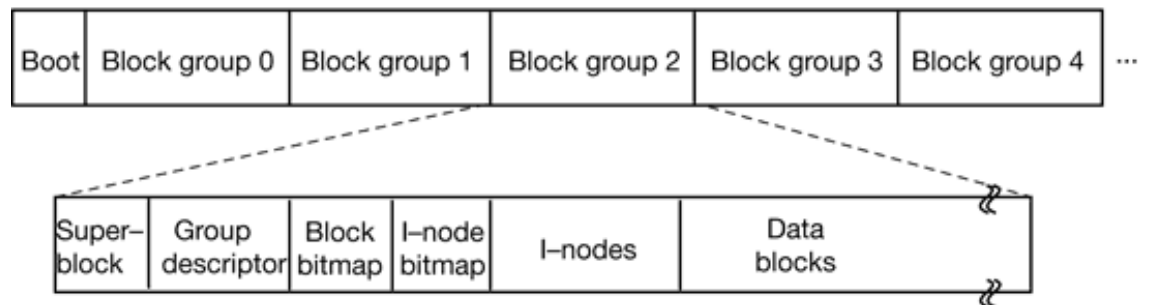 Boot Block group 0 Block group 1 Block group 2 Block group 3 Block group 4 ...
Super–
block
Group
descriptor
Block
bitmap
I–node
bitmap
I–nodes
Data
blocks